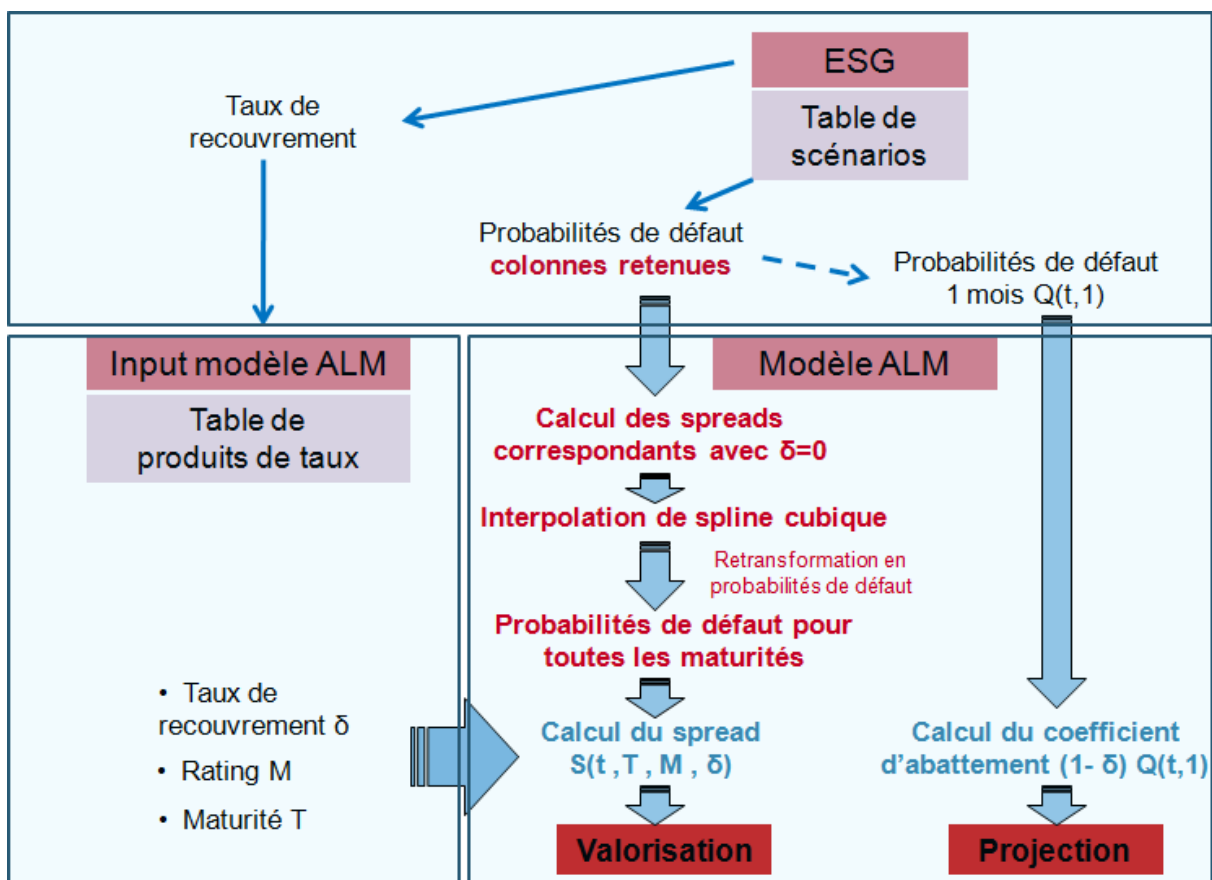 ESG
Table de
scénarios
Taux de
recouvrement
Probabilités de défaut
colonnes retenues
Probabilités de défaut
1 mois Q(t,1)
Input modèle ALM
Table de
produits de taux
• Taux de
recouvrement δ
• Rating M
• Maturité T
Modèle ALM
Calcul des spreads
correspondants avec δ=0
Interpolation de spline cubique
Retransformation en
probabilités de défaut
Probabilités de défaut pour
toutes les maturités
Calcul du spread
S(t ,T , M , δ)
Valorisation
Calcul du coefficient
d'abattement (1- δ) Q(t,1)
Projection